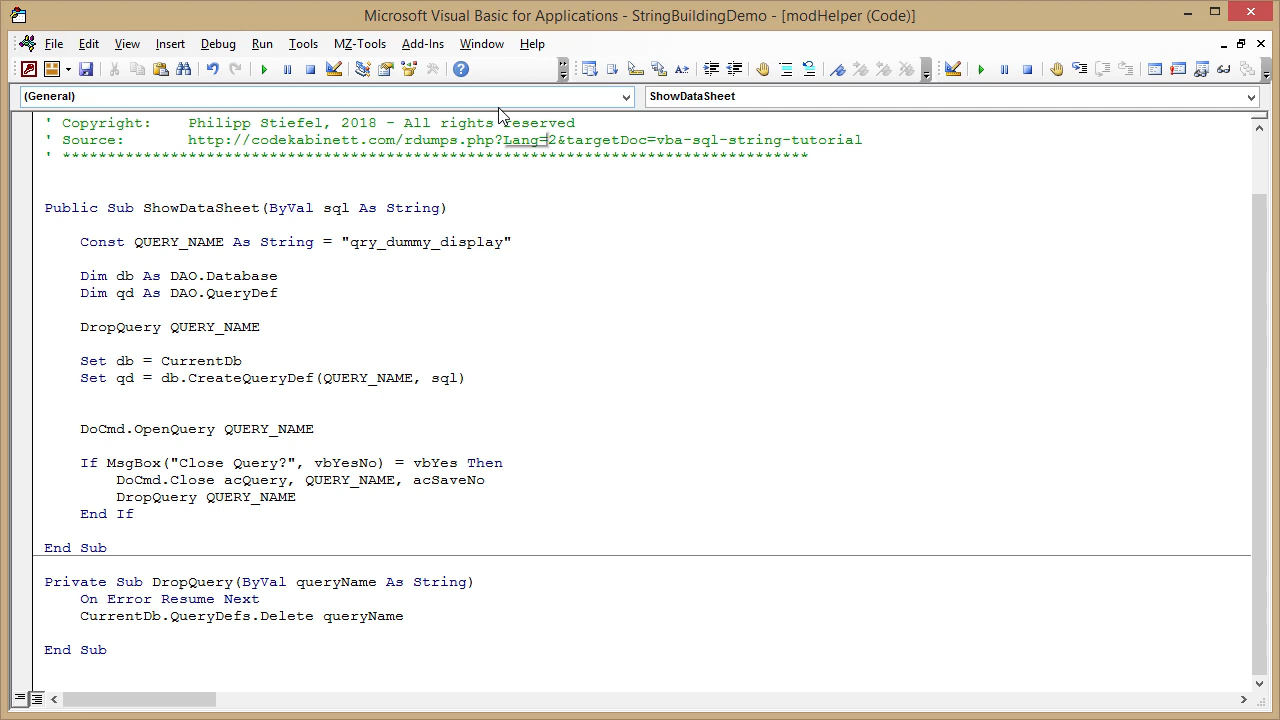 Microsoft Visual Basic for Applications - StringBuildingDemo - [modHelper (Code)]
File Edit View Insert Format Debug Run Tools MZ-Tools Add-Ins Window Help
(General) ShowDataSheet
' Copyright: Philipp Stiefel, 2018 - All rights reserved
' Source: http://codekabinett.com/rdumps.php?Lang=2&targetDoc=vba-sql-string-tutorial
' ***********************************************************************************
Public Sub ShowDataSheet(ByVal sql As String)
Const QUERY_NAME As String = "qry_dummy_display"
Dim db As DAO.Database
Dim qd As DAO.QueryDef
DropQuery QUERY_NAME
Set db = CurrentDb
Set qd = db.CreateQueryDef(QUERY_NAME, sql)
DoCmd.OpenQuery QUERY_NAME
If MsgBox("Close Query?", vbYesNo) = vbYes Then
DoCmd.Close acQuery, QUERY_NAME, acSaveNo
DropQuery QUERY_NAME
End If
End Sub
Private Sub DropQuery(ByVal queryName As String)
On Error Resume Next
CurrentDb.QueryDefs.Delete queryName
End Sub